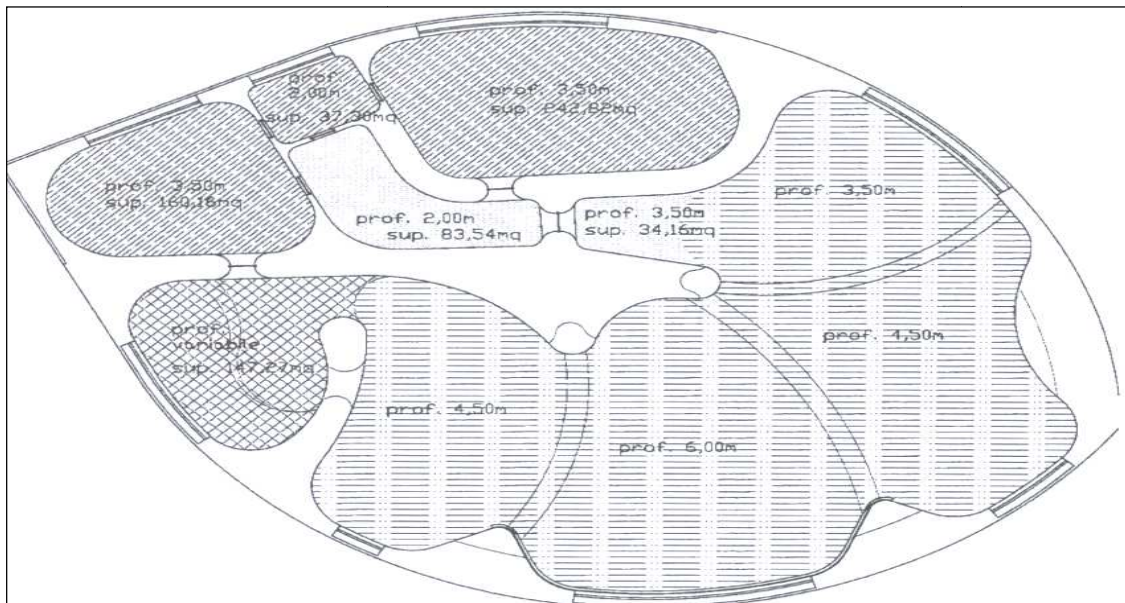 prof.
2,00m
sup. 37,30mq
prof. 3,50m
sup. 242,82mq
prof. 3,50m
sup. 160,16mq
prof. 2,00m
sup. 83,54mq
prof. 3,50m
sup. 34,16mq
prof. 3,50m
prof.
variabile
sup. 147,27mq
prof. 4,50m
prof. 4,50m
prof. 6,00m